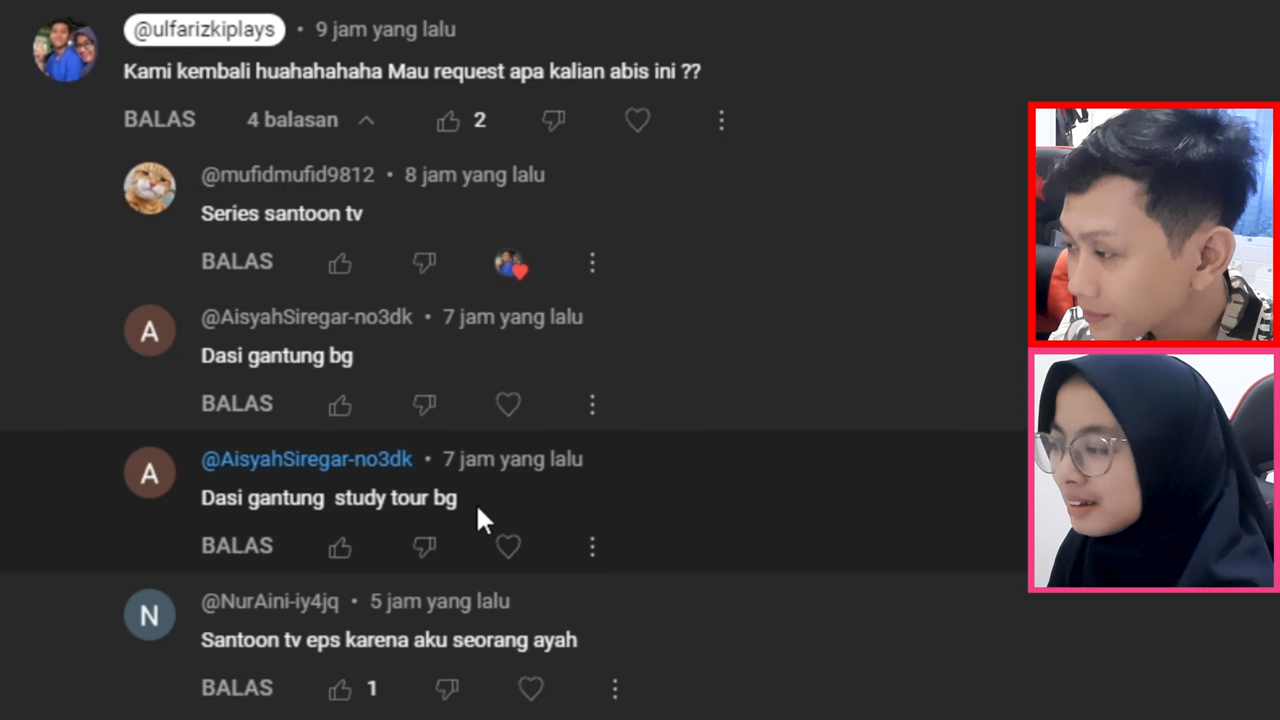 @ulfarizkiplays • 9 jam yang lalu
Kami kembali huahahahaha Mau request apa kalian abis ini ??
BALAS 4 balasan 2
@mufidmufid9812 • 8 jam yang lalu
Series santoon tv
BALAS
@AisyahSiregar-no3dk • 7 jam yang lalu
Dasi gantung bg
BALAS
@AisyahSiregar-no3dk • 7 jam yang lalu
Dasi gantung study tour bg
BALAS
@NurAini-iy4jq • 5 jam yang lalu
Santoon tv eps karena aku seorang ayah
BALAS 1
A
A
N